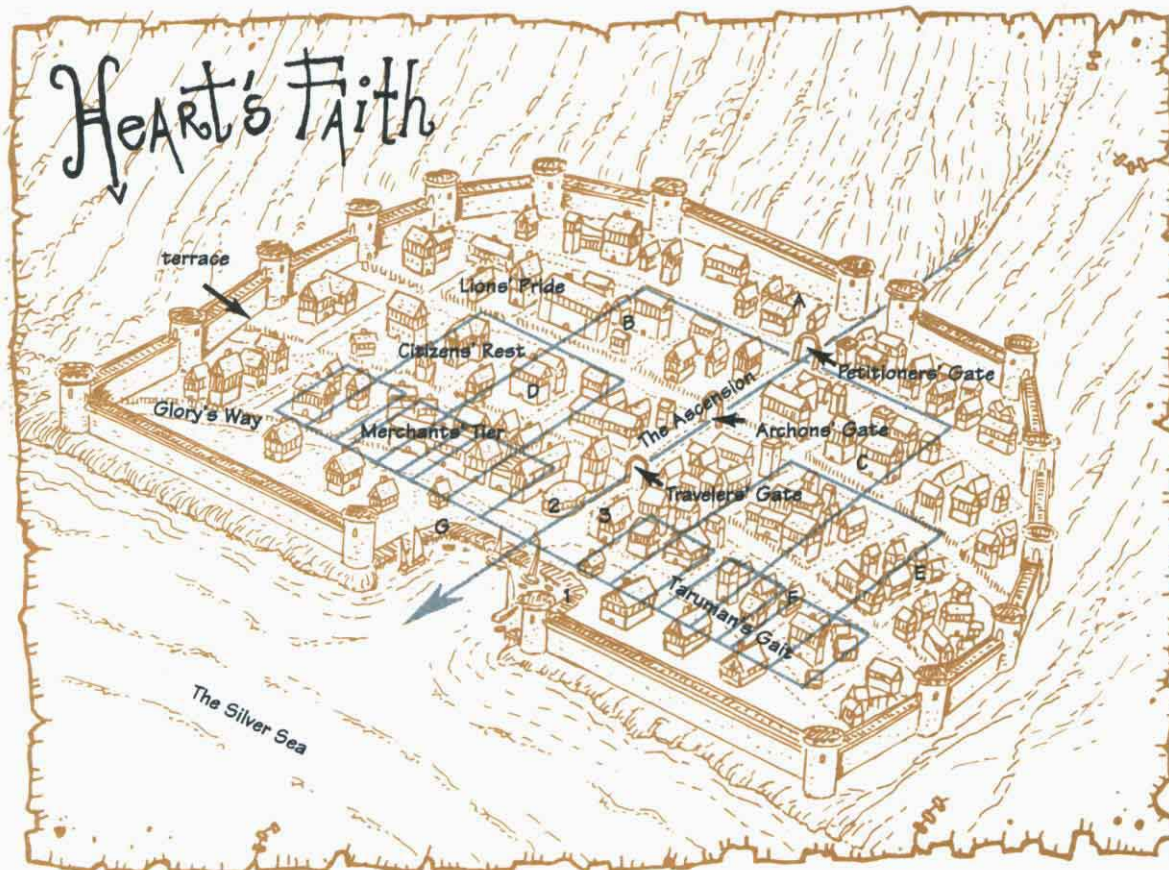 Heart's Faith
terrace
Lions' Pride
A
B
Petitioners' Gate
Citizens' Rest
D
The Ascension
Glory's Way
Merchants' Tier
Archons' Gate
C
Travelers' Gate
2
3
G
E
1
F
Taruman's Gait
The Silver Sea